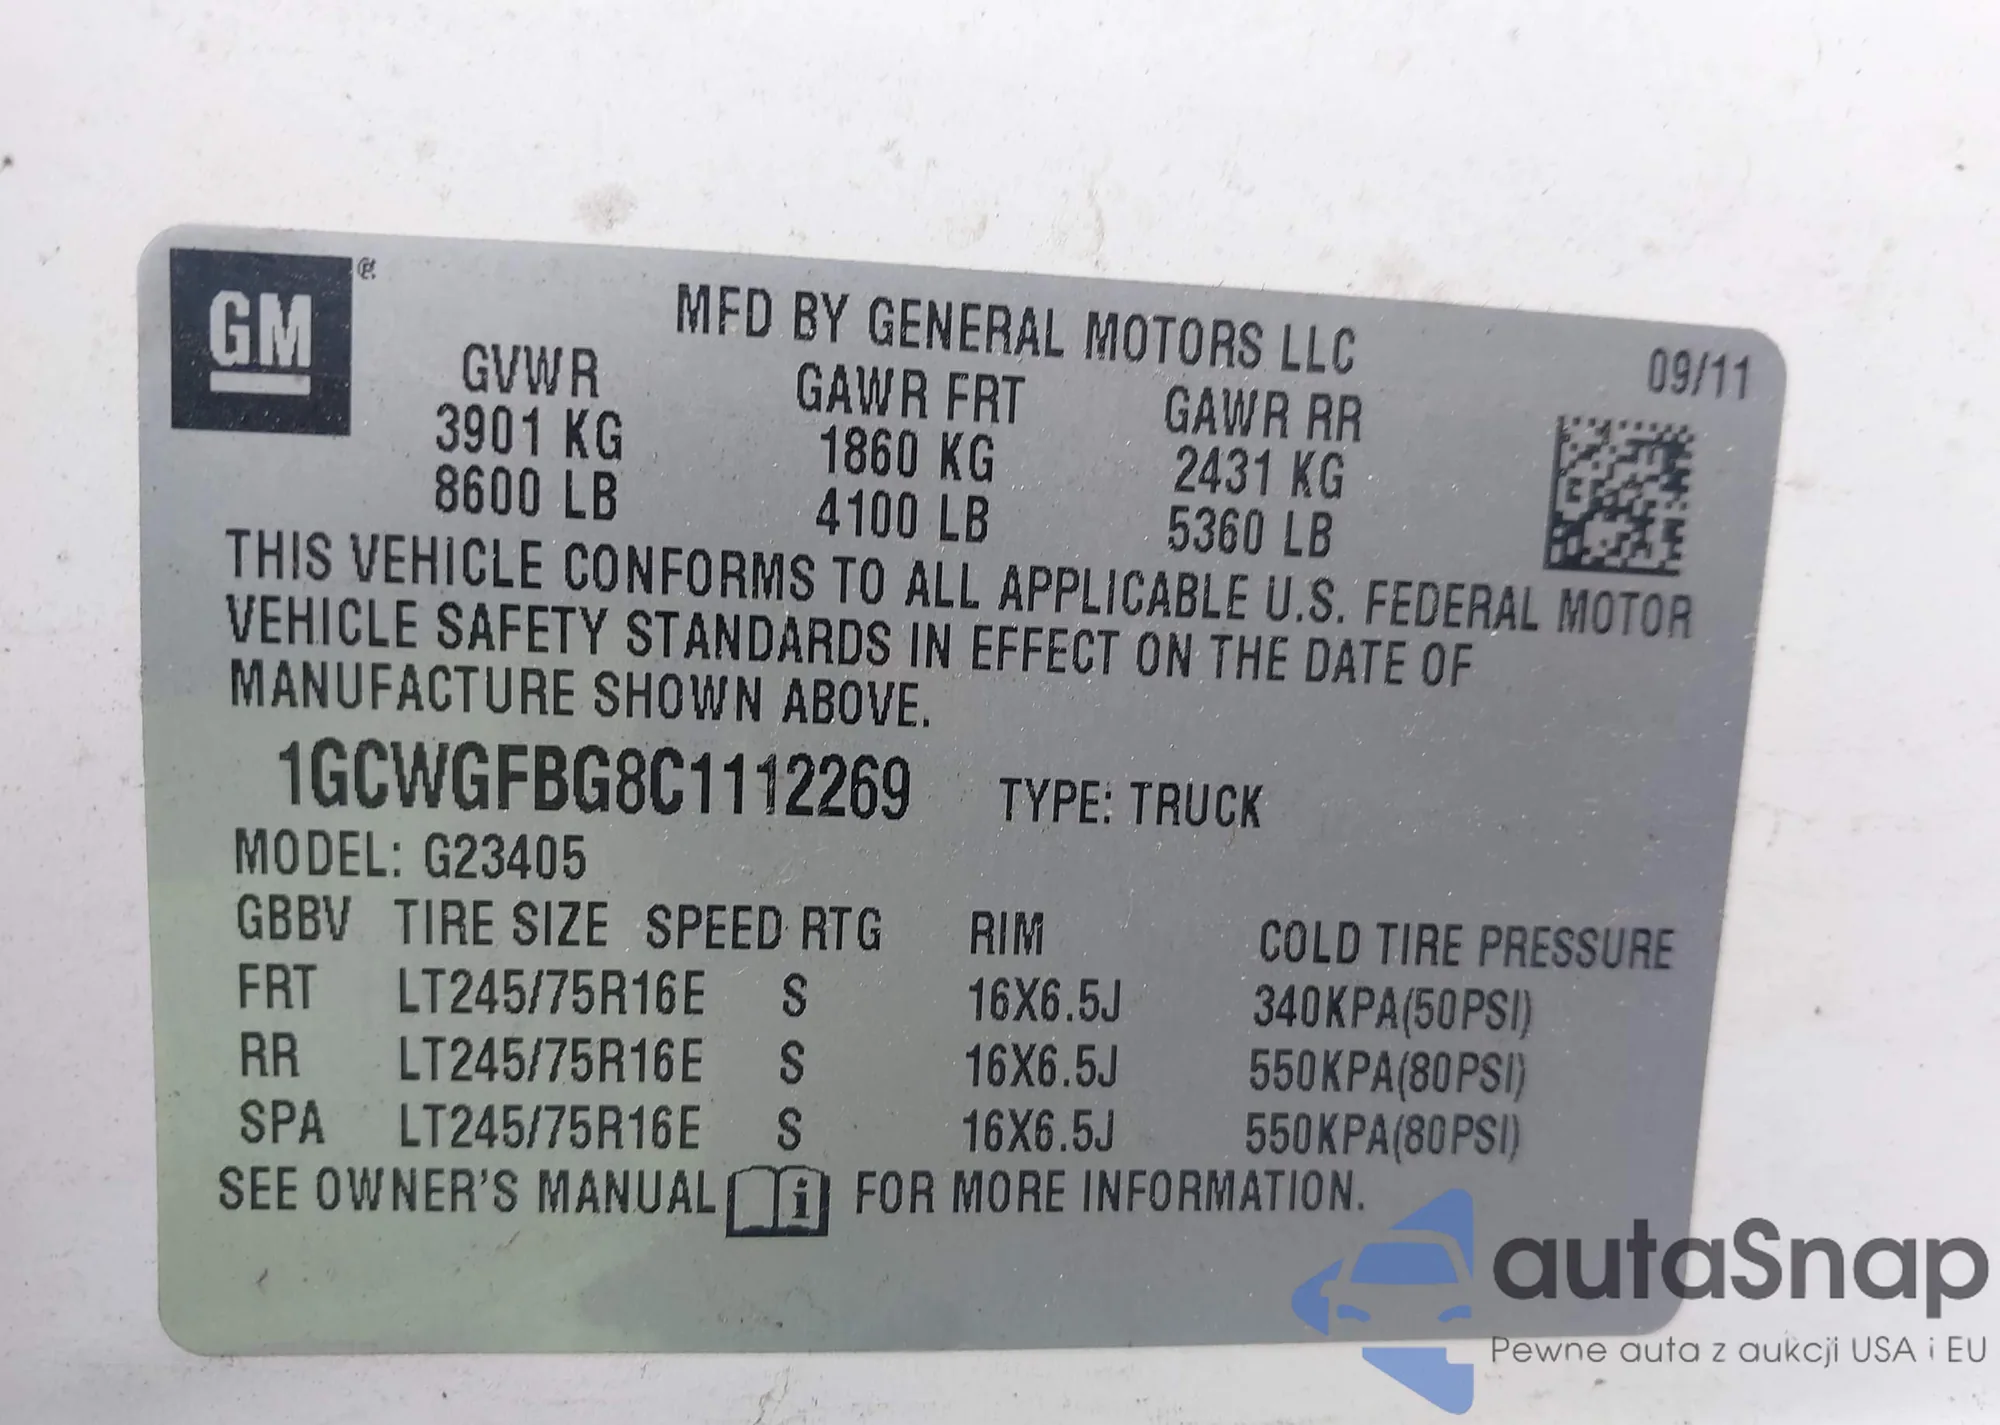 GM
MFD BY GENERAL MOTORS LLC
09/11
GVWR GAWR FRT GAWR RR
3901 KG 1860 KG 2431 KG
8600 LB 4100 LB 5360 LB
THIS VEHICLE CONFORMS TO ALL APPLICABLE U.S. FEDERAL MOTOR
VEHICLE SAFETY STANDARDS IN EFFECT ON THE DATE OF
MANUFACTURE SHOWN ABOVE.
1GCWGFBG8C1112269 TYPE: TRUCK
MODEL: G23405
GBBV TIRE SIZE SPEED RTG RIM COLD TIRE PRESSURE
FRT LT245/75R16E S 16X6.5J 340KPA(50PSI)
RR LT245/75R16E S 16X6.5J 550KPA(80PSI)
SPA LT245/75R16E S 16X6.5J 550KPA(80PSI)
SEE OWNER'S MANUAL i FOR MORE INFORMATION.
autaSnap
Pewne auta z aukcji USA i EU